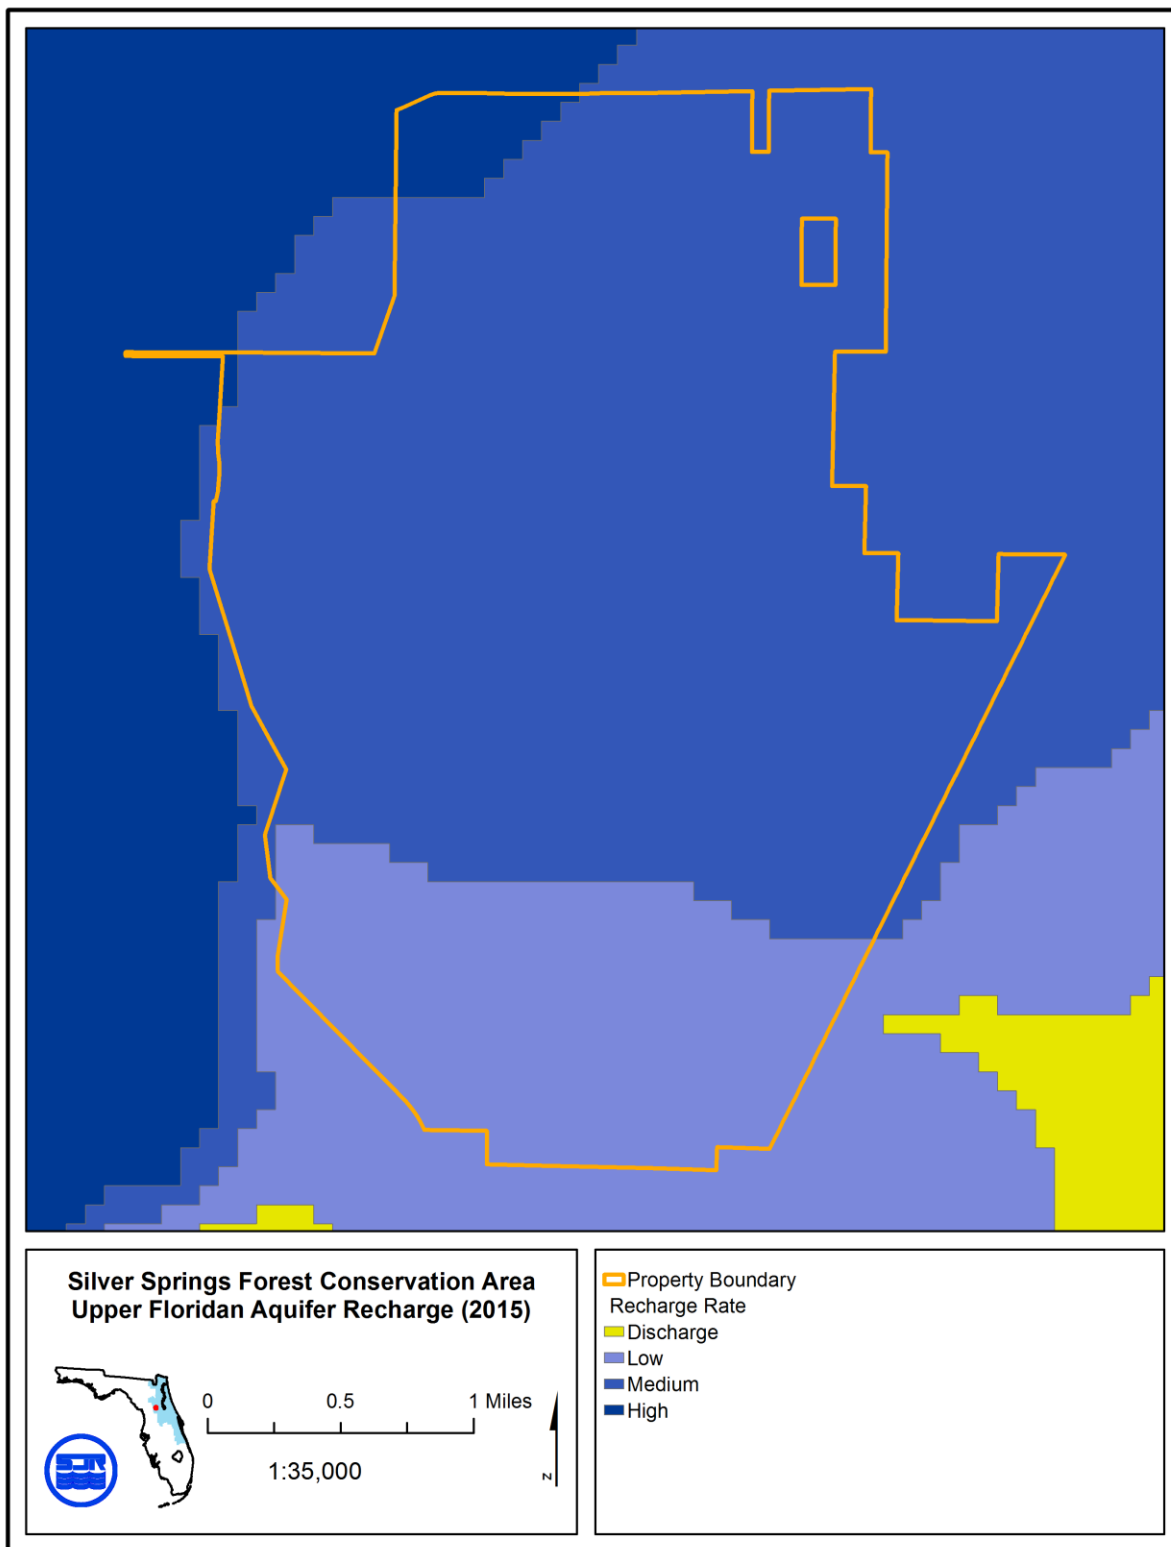 Silver Springs Forest Conservation Area
Upper Floridan Aquifer Recharge (2015)
0 0.5 1 Miles
1:35,000
N
SJR
Property Boundary
Recharge Rate
Discharge
Low
Medium
High